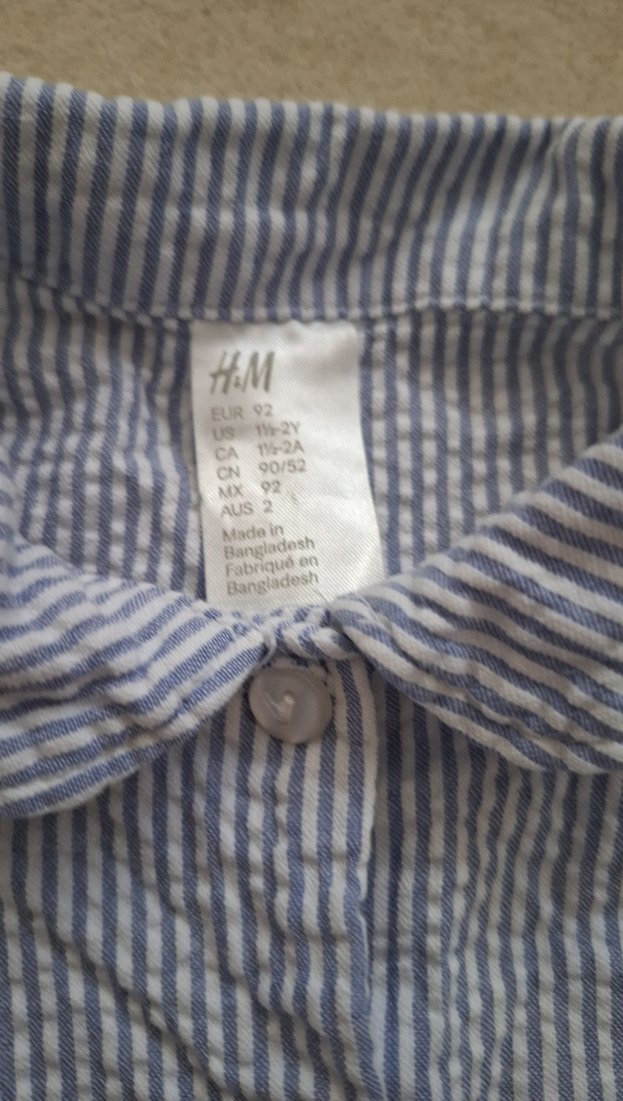 H&M
EUR 92
US 1½-2Y
CA 1½-2A
CN 90/52
MX 92
AUS 2
Made in
Bangladesh
Fabriqué en
Bangladesh